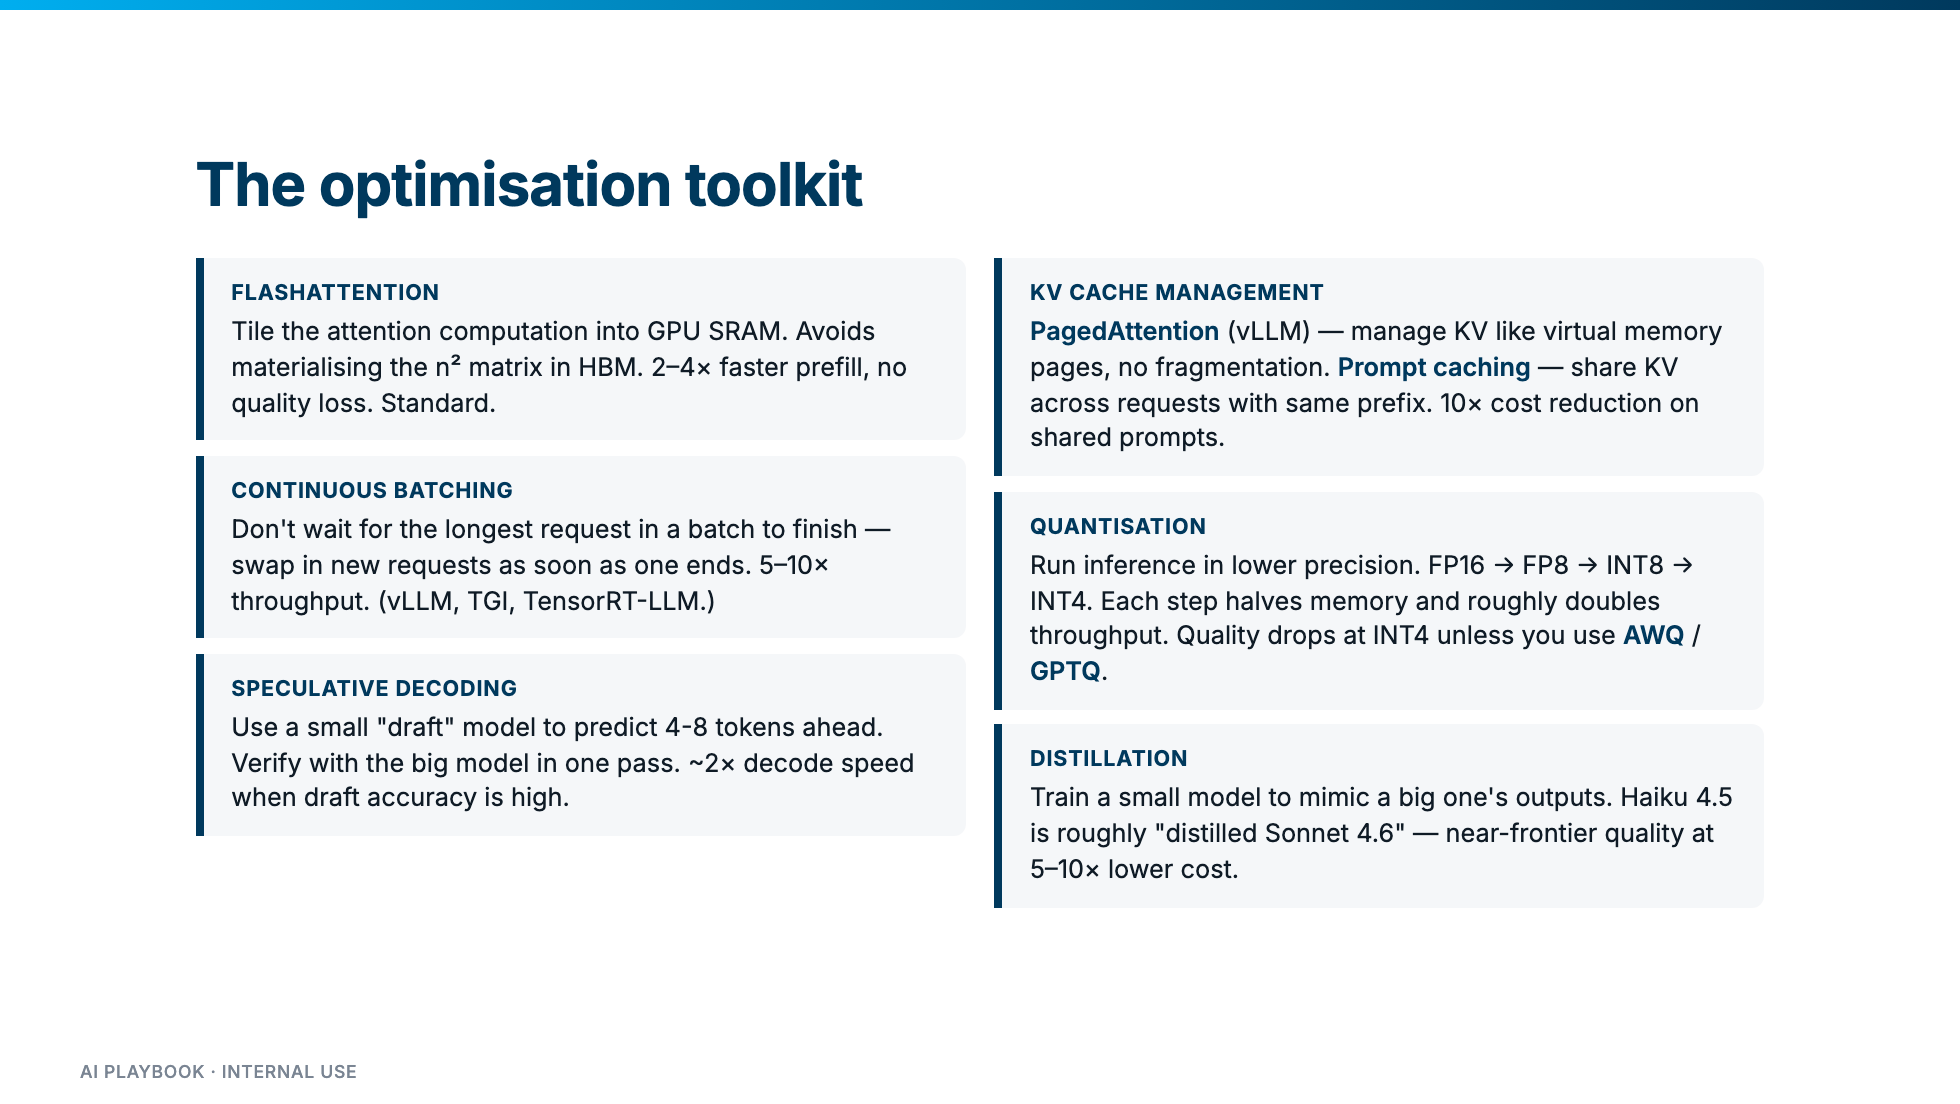 The optimisation toolkit
FLASHATTENTION
Tile the attention computation into GPU SRAM. Avoids
materialising the n² matrix in HBM. 2–4× faster prefill, no
quality loss. Standard.
CONTINUOUS BATCHING
Don't wait for the longest request in a batch to finish —
swap in new requests as soon as one ends. 5–10×
throughput. (vLLM, TGI, TensorRT-LLM.)
SPECULATIVE DECODING
Use a small "draft" model to predict 4-8 tokens ahead.
Verify with the big model in one pass. ~2× decode speed
when draft accuracy is high.
KV CACHE MANAGEMENT
PagedAttention (vLLM) — manage KV like virtual memory
pages, no fragmentation. Prompt caching — share KV
across requests with same prefix. 10× cost reduction on
shared prompts.
QUANTISATION
Run inference in lower precision. FP16 → FP8 → INT8 →
INT4. Each step halves memory and roughly doubles
throughput. Quality drops at INT4 unless you use AWQ /
GPTQ.
DISTILLATION
Train a small model to mimic a big one's outputs. Haiku 4.5
is roughly "distilled Sonnet 4.6" — near-frontier quality at
5–10× lower cost.
AI PLAYBOOK · INTERNAL USE